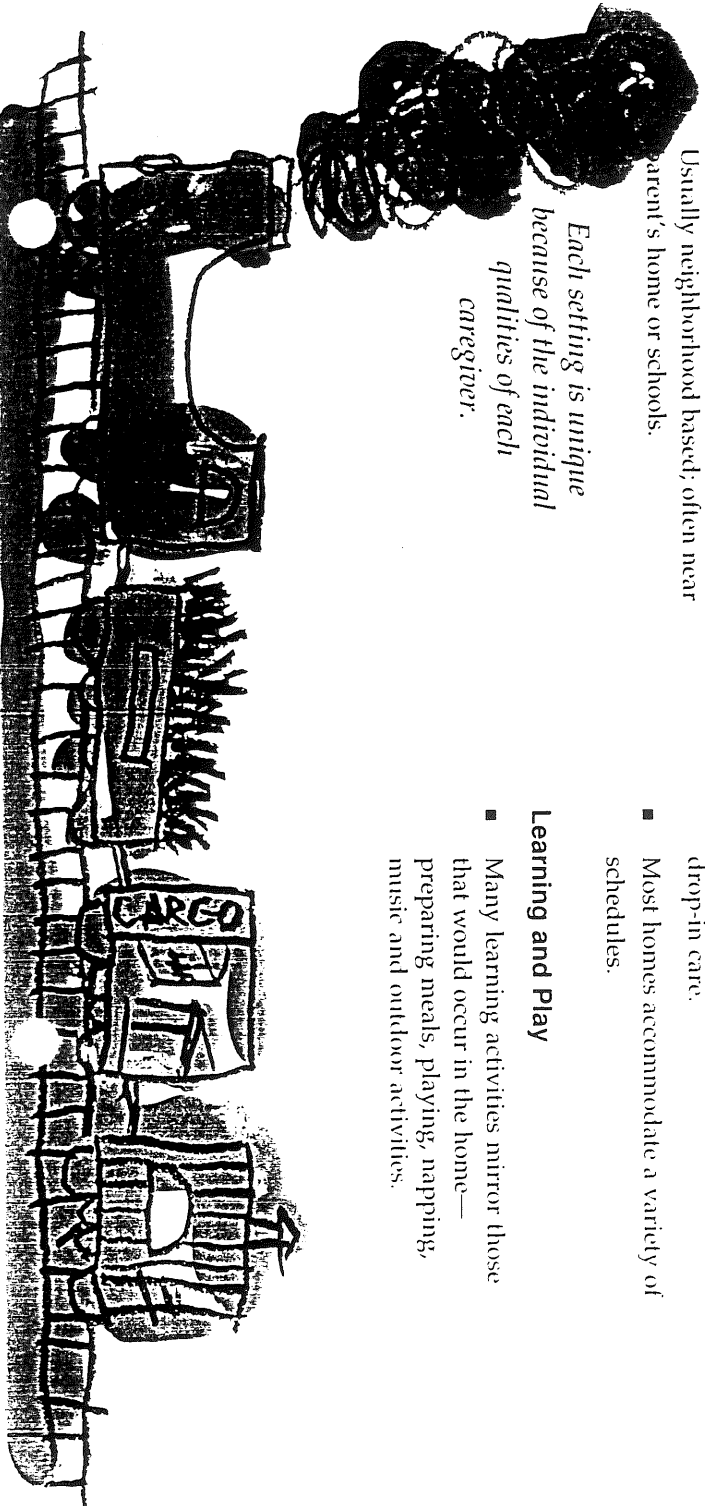 Usually neighborhood based; often near
parent's home or schools.
Each setting is unique
because of the individual
qualities of each
caregiver.
drop-in care.
■ Most homes accommodate a variety of
schedules.
Learning and Play
■ Many learning activities mirror those
that would occur in the home—
preparing meals, playing, napping,
music and outdoor activities.
CARGO